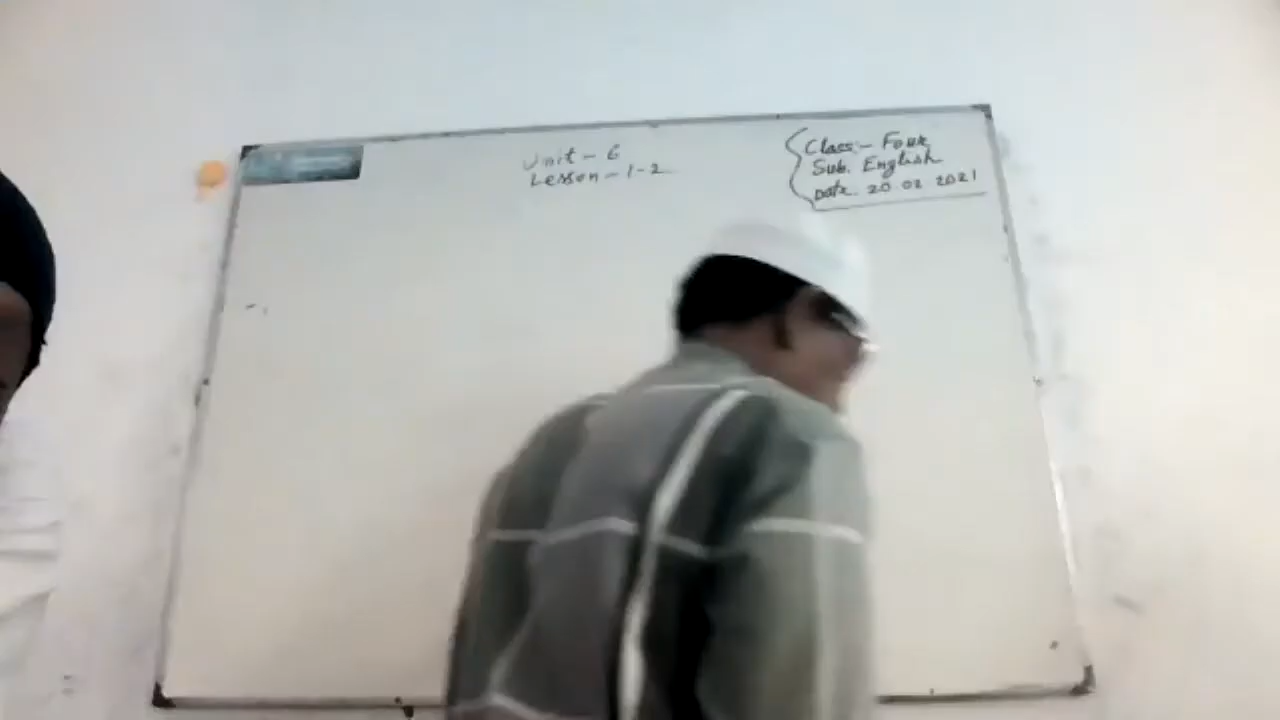 Unit - 6
Lesson - 1-2
Class:- Four
Sub. English
Date. 20 02 2021